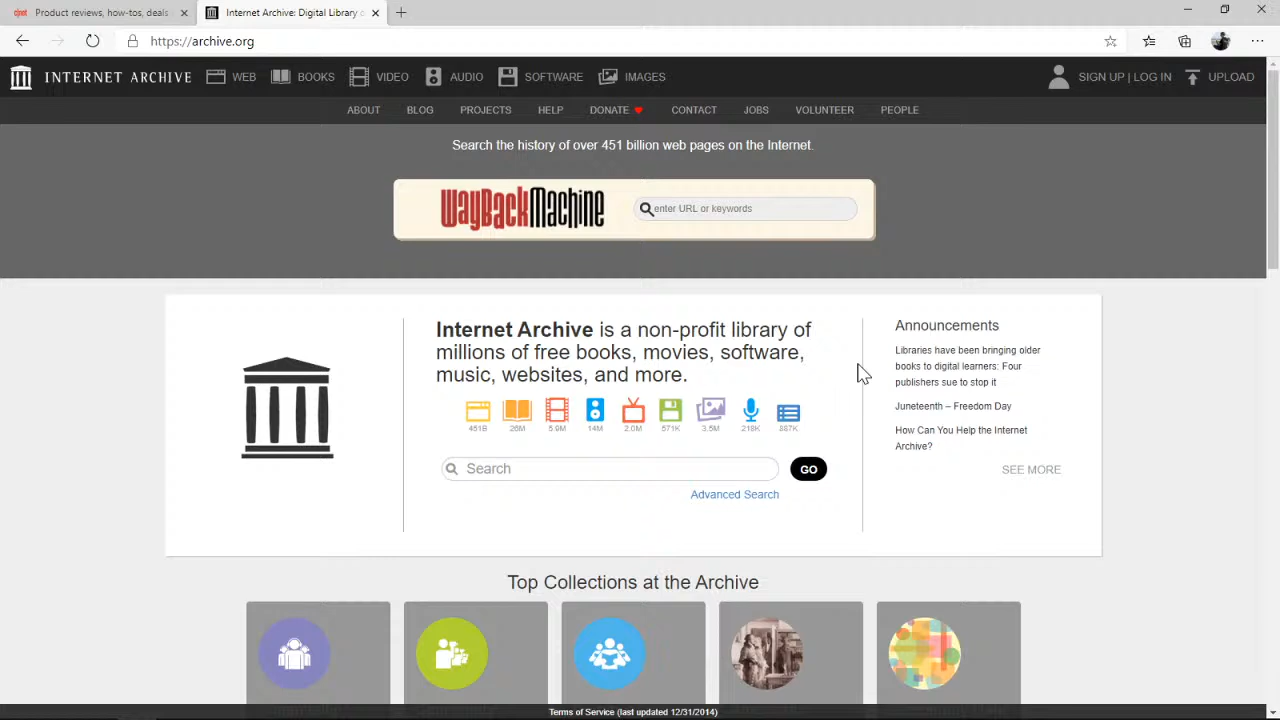 cnet Product reviews, how-tos, deals
Internet Archive: Digital Library o
https://archive.org
INTERNET ARCHIVE WEB BOOKS VIDEO AUDIO SOFTWARE IMAGES SIGN UP | LOG IN UPLOAD
ABOUT BLOG PROJECTS HELP DONATE CONTACT JOBS VOLUNTEER PEOPLE
Search the history of over 451 billion web pages on the Internet.
WayBackMachine
enter URL or keywords
Internet Archive is a non-profit library of
millions of free books, movies, software,
music, websites, and more.
451B 26M 5.9M 14M 2.0M 571K 3.5M 218K 887K
Search GO
Advanced Search
Announcements
Libraries have been bringing older
books to digital learners: Four
publishers sue to stop it
Juneteenth – Freedom Day
How Can You Help the Internet
Archive?
SEE MORE
Top Collections at the Archive
Terms of Service (last updated 12/31/2014)